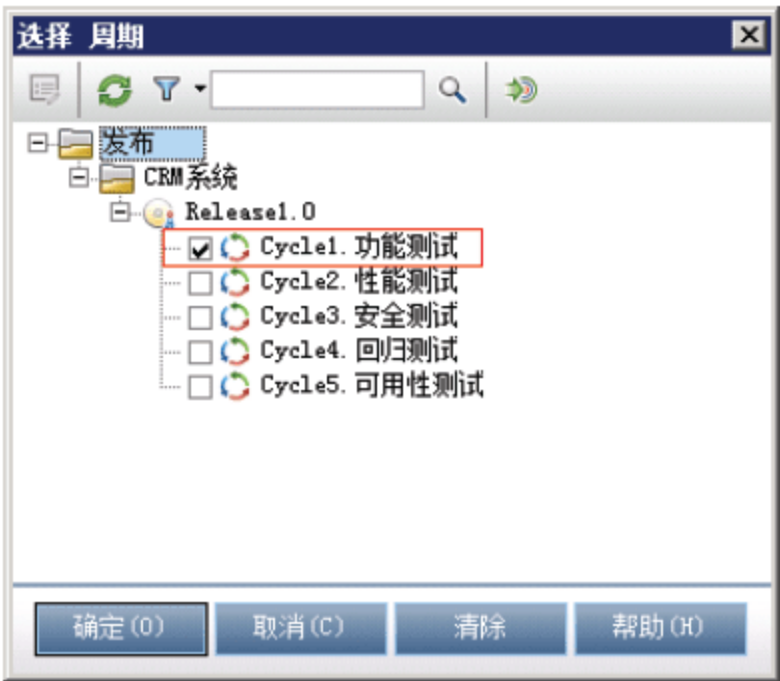 选择 周期
发布
CRM系统
Release1.0
Cycle1.功能测试
Cycle2.性能测试
Cycle3.安全测试
Cycle4.回归测试
Cycle5.可用性测试
确定(O) 取消(C) 清除 帮助(H)